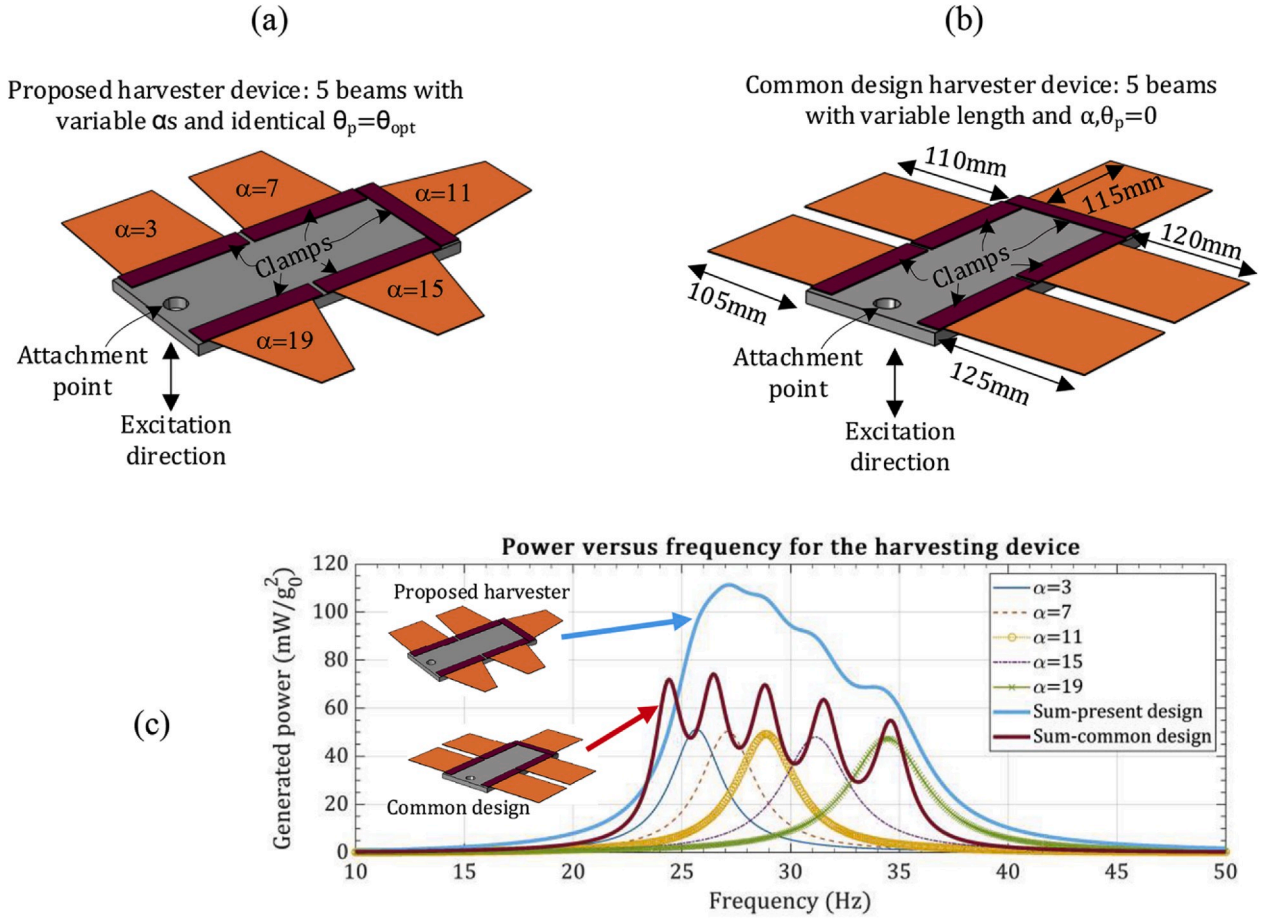 (a)
Proposed harvester device: 5 beams with
variable αs and identical θp=θopt
α=3
α=7
α=11
α=15
α=19
Clamps
Attachment
point
Excitation
direction
(b)
Common design harvester device: 5 beams
with variable length and α,θp=0
110mm
115mm
120mm
105mm
125mm
Clamps
Attachment
point
Excitation
direction
(c)
Power versus frequency for the harvesting device
Generated power (mW/g₀²)
120
100
80
60
40
20
0
Proposed harvester
Common design
α=3
α=7
α=11
α=15
α=19
Sum-present design
Sum-common design
10
15
20
25
30
35
40
45
50
Frequency (Hz)